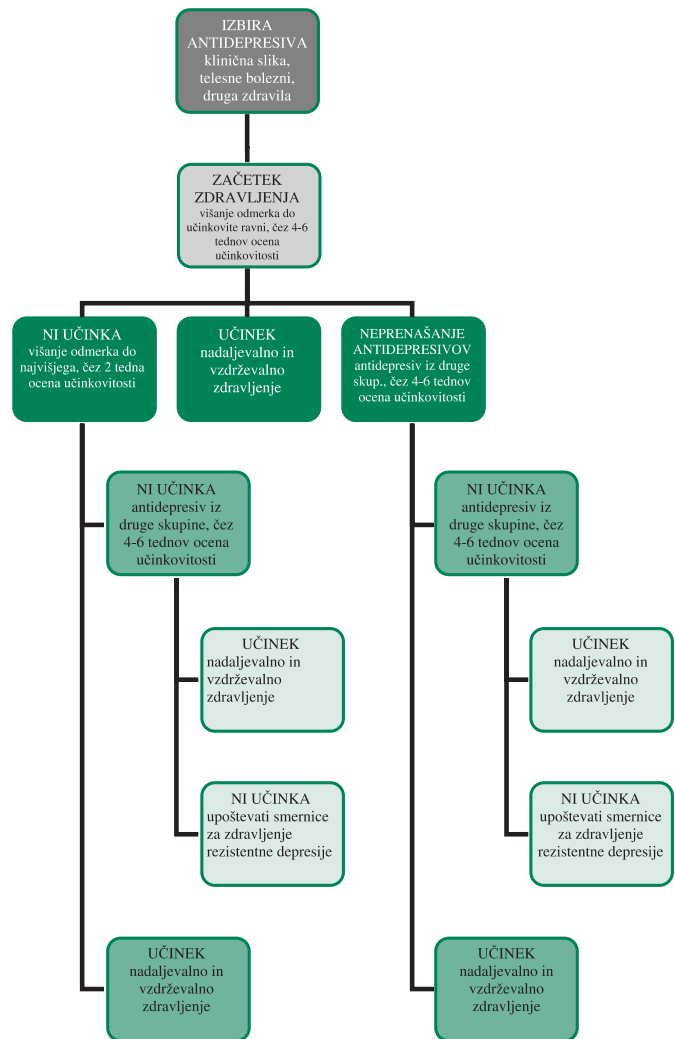 IZBIRA
ANTIDEPRESIVA
klinična slika,
telesne bolezni,
druga zdravila
ZAČETEK
ZDRAVLJENJA
višanje odmerka do
učinkovite ravni, čez 4-6
tednov ocena
učinkovitosti
NI UČINKA
višanje odmerka do
najvišjega, čez 2 tedna
ocena učinkovitosti
UČINEK
nadaljevalno in
vzdrževalno
zdravljenje
NEPRENAŠANJE
ANTIDEPRESIVOV
antidepresiv iz druge
skup., čez 4-6 tednov
ocena učinkovitosti
NI UČINKA
antidepresiv iz
druge skupine, čez
4-6 tednov ocena
učinkovitosti
NI UČINKA
antidepresiv iz
druge skupine, čez
4-6 tednov ocena
učinkovitosti
UČINEK
nadaljevalno in
vzdrževalno
zdravljenje
UČINEK
nadaljevalno in
vzdrževalno
zdravljenje
NI UČINKA
upoštevati smernice
za zdravljenje
rezistentne depresije
NI UČINKA
upoštevati smernice
za zdravljenje
rezistentne depresije
UČINEK
nadaljevalno in
vzdrževalno
zdravljenje
UČINEK
nadaljevalno in
vzdrževalno
zdravljenje